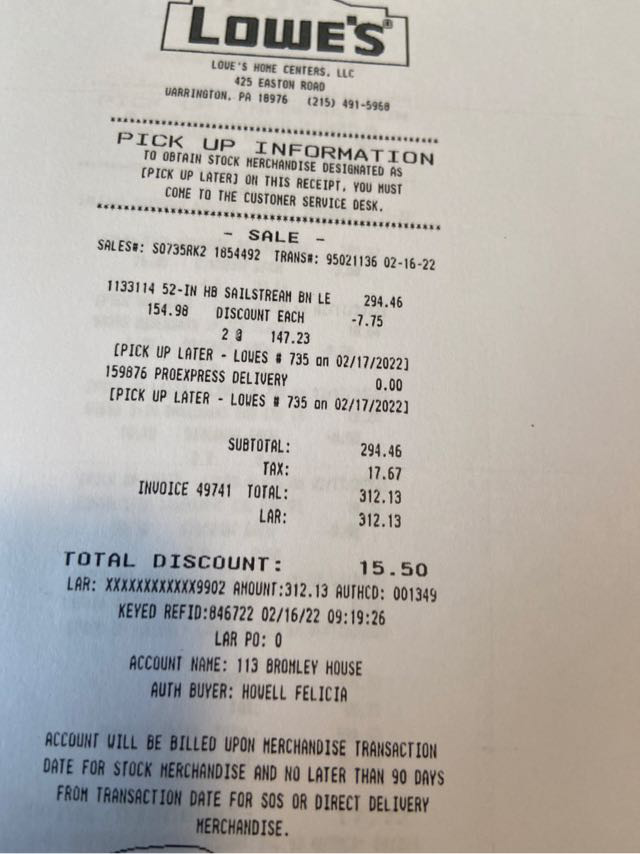 LOWE'S®
LOWE'S HOME CENTERS, LLC
425 EASTON ROAD
WARRINGTON, PA 18976 (215) 491-5968
****************************************
PICK UP INFORMATION
TO OBTAIN STOCK MERCHANDISE DESIGNATED AS
[PICK UP LATER] ON THIS RECEIPT, YOU MUST
COME TO THE CUSTOMER SERVICE DESK.
****************************************
- SALE -
SALES#: S0735RK2 1854492 TRANS#: 95021136 02-16-22
1133114 52-IN HB SAILSTREAM BN LE 294.46
154.98 DISCOUNT EACH -7.75
2 @ 147.23
[PICK UP LATER - LOWES # 735 on 02/17/2022]
159876 PROEXPRESS DELIVERY 0.00
[PICK UP LATER - LOWES # 735 on 02/17/2022]
SUBTOTAL: 294.46
TAX: 17.67
INVOICE 49741 TOTAL: 312.13
LAR: 312.13
TOTAL DISCOUNT: 15.50
LAR: XXXXXXXXXXXX9902 AMOUNT:312.13 AUTHCD: 001349
KEYED REFID:846722 02/16/22 09:19:26
LAR PO: 0
ACCOUNT NAME: 113 BROMLEY HOUSE
AUTH BUYER: HOWELL FELICIA
ACCOUNT WILL BE BILLED UPON MERCHANDISE TRANSACTION
DATE FOR STOCK MERCHANDISE AND NO LATER THAN 90 DAYS
FROM TRANSACTION DATE FOR SOS OR DIRECT DELIVERY
MERCHANDISE.